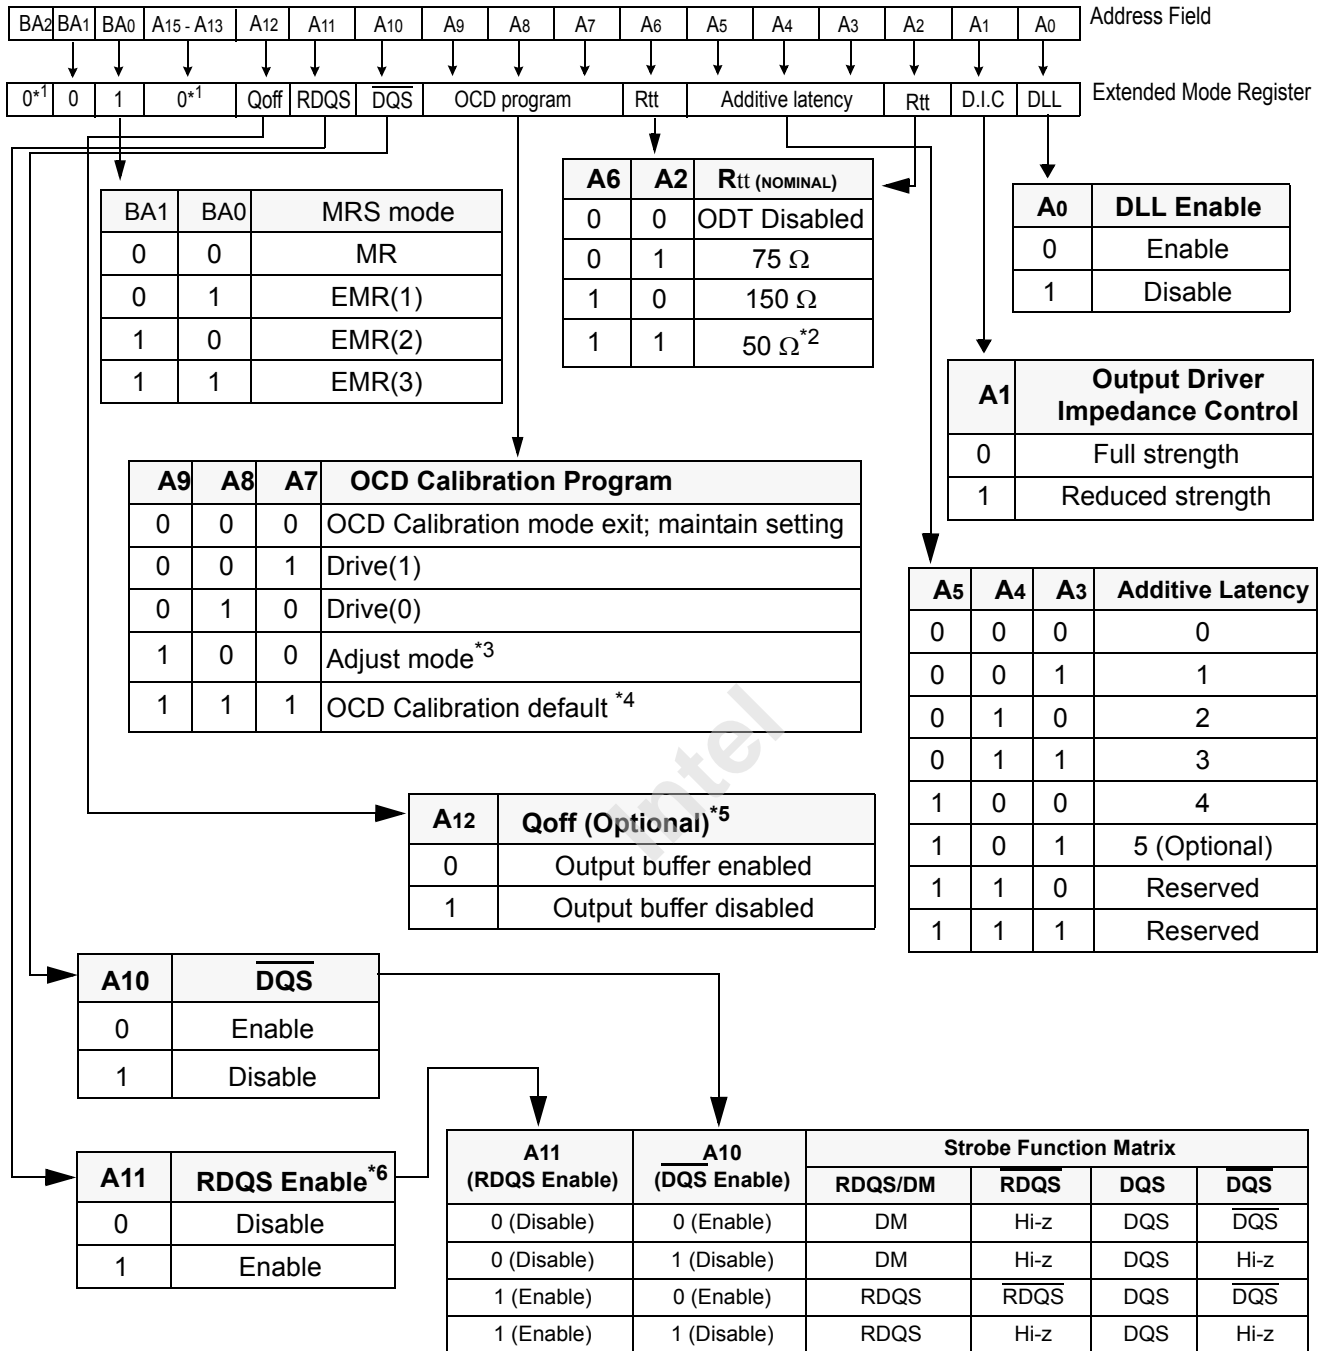 BA2 BA1 BA0 A15 - A13 A12 A11 A10 A9 A8 A7 A6 A5 A4 A3 A2 A1 A0 Address Field
0*1 0 1 0*1 Qoff RDQS D̅Q̅S̅ OCD program Rtt Additive latency Rtt D.I.C DLL Extended Mode Register
BA1 BA0 MRS mode
0 0 MR
0 1 EMR(1)
1 0 EMR(2)
1 1 EMR(3)
A6 A2 Rtt (NOMINAL)
0 0 ODT Disabled
0 1 75 Ω
1 0 150 Ω
1 1 50 Ω*2
A0 DLL Enable
0 Enable
1 Disable
A1 Output Driver
Impedance Control
0 Full strength
1 Reduced strength
A9 A8 A7 OCD Calibration Program
0 0 0 OCD Calibration mode exit; maintain setting
0 0 1 Drive(1)
0 1 0 Drive(0)
1 0 0 Adjust mode*3
1 1 1 OCD Calibration default *4
A5 A4 A3 Additive Latency
0 0 0 0
0 0 1 1
0 1 0 2
0 1 1 3
1 0 0 4
1 0 1 5 (Optional)
1 1 0 Reserved
1 1 1 Reserved
Intel
A12 Qoff (Optional)*5
0 Output buffer enabled
1 Output buffer disabled
A10 D̅Q̅S̅
0 Enable
1 Disable
A11 RDQS Enable*6
0 Disable
1 Enable
A11 A10 Strobe Function Matrix
(RDQS Enable) (D̅Q̅S̅ Enable) RDQS/DM R̅D̅Q̅S̅ DQS D̅Q̅S̅
0 (Disable) 0 (Enable) DM Hi-z DQS D̅Q̅S̅
0 (Disable) 1 (Disable) DM Hi-z DQS Hi-z
1 (Enable) 0 (Enable) RDQS R̅D̅Q̅S̅ DQS D̅Q̅S̅
1 (Enable) 1 (Disable) RDQS Hi-z DQS Hi-z